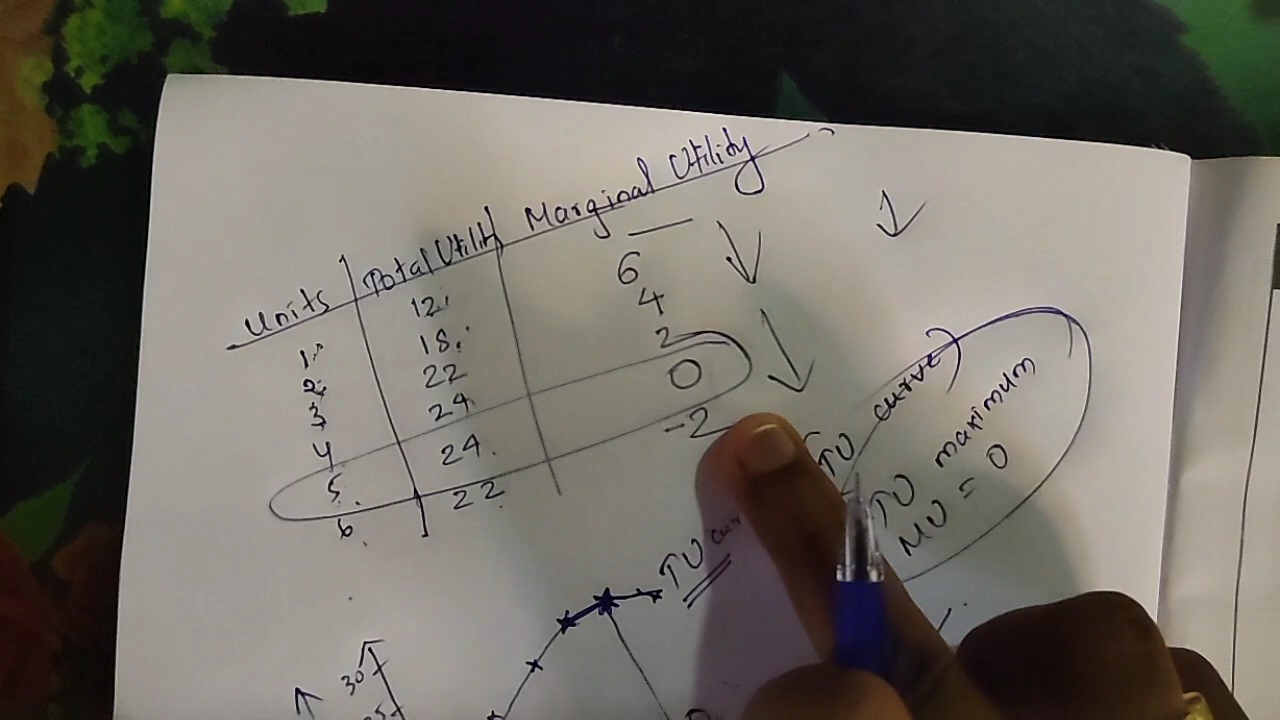 Units Total Utility Marginal Utility
1. 12. —
2. 18. 6
3 22 4
4 24. 2
5. 24. 0
6. 22. -2
TU curve)
TU maximum
MU = 0
TU cur
30